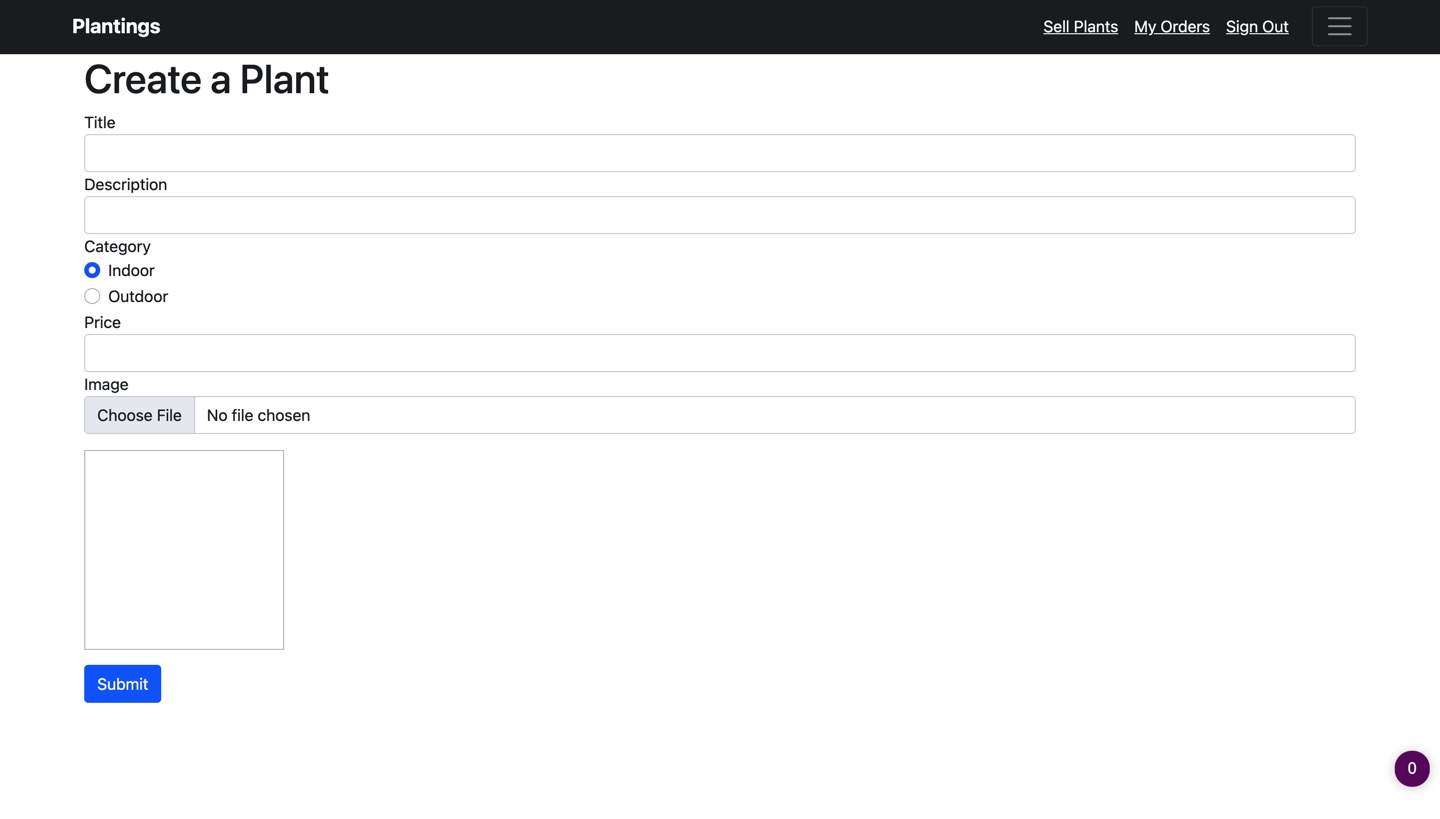 Plantings
Sell Plants My Orders Sign Out
Create a Plant
Title
Description
Category
Indoor
Outdoor
Price
Image
Choose File No file chosen
Submit
0